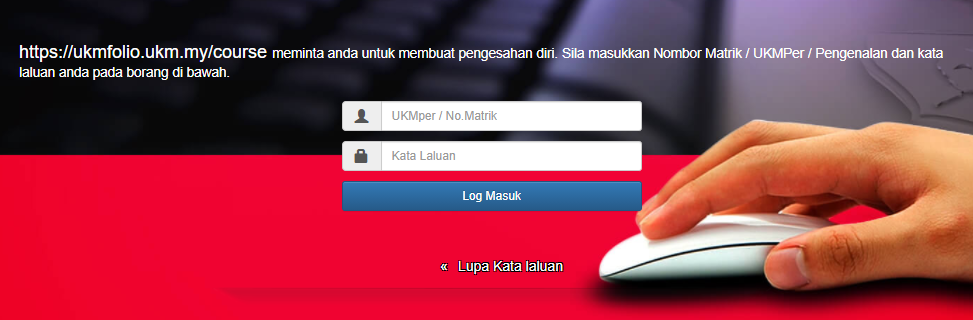 https://ukmfolio.ukm.my/course meminta anda untuk membuat pengesahan diri. Sila masukkan Nombor Matrik / UKMPer / Pengenalan dan kata
laluan anda pada borang di bawah.
UKMper / No.Matrik
Kata Laluan
Log Masuk
« Lupa Kata laluan